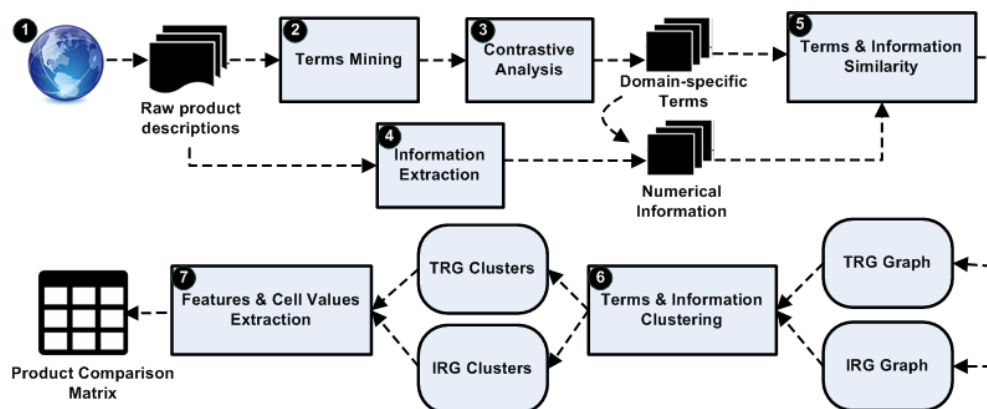 1
Raw product
descriptions
2
Terms Mining
3
Contrastive
Analysis
Domain-specific
Terms
4
Information
Extraction
Numerical
Information
5
Terms & Information
Similarity
TRG Graph
IRG Graph
6
Terms & Information
Clustering
TRG Clusters
IRG Clusters
7
Features & Cell Values
Extraction
Product Comparison
Matrix